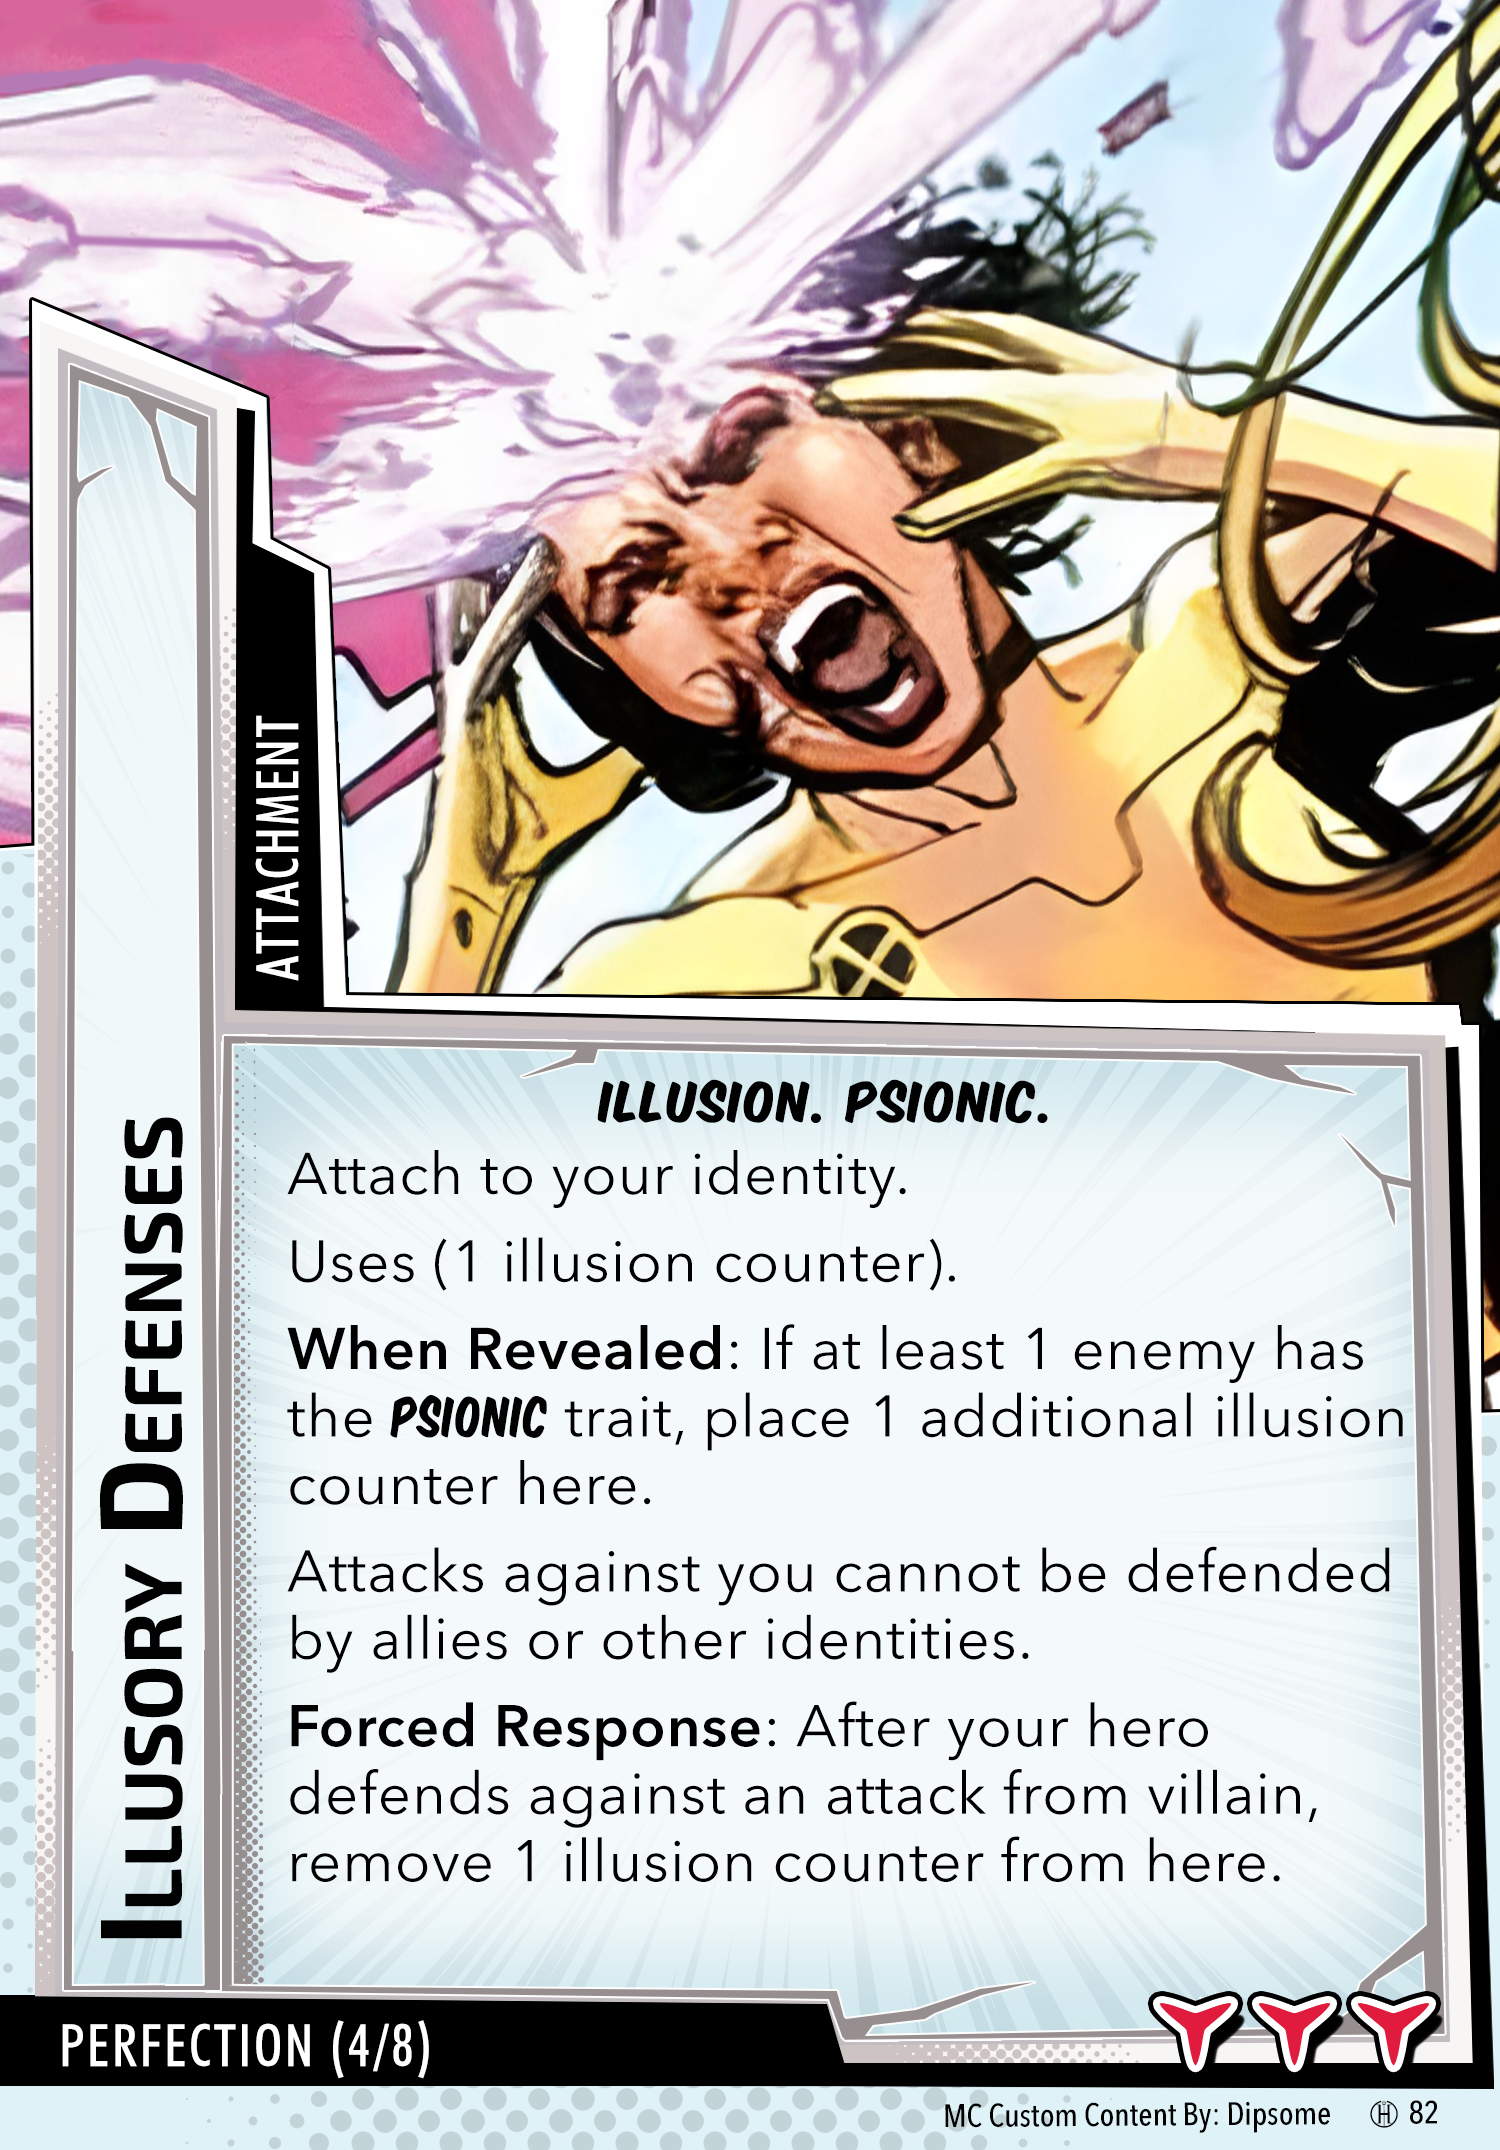 ATTACHMENT
ILLUSORY DEFENSES
ILLUSION. PSIONIC.
Attach to your identity.
Uses (1 illusion counter).
When Revealed: If at least 1 enemy has
the PSIONIC trait, place 1 additional illusion
counter here.
Attacks against you cannot be defended
by allies or other identities.
Forced Response: After your hero
defends against an attack from villain,
remove 1 illusion counter from here.
PERFECTION (4/8)
MC Custom Content By: Dipsome H 82